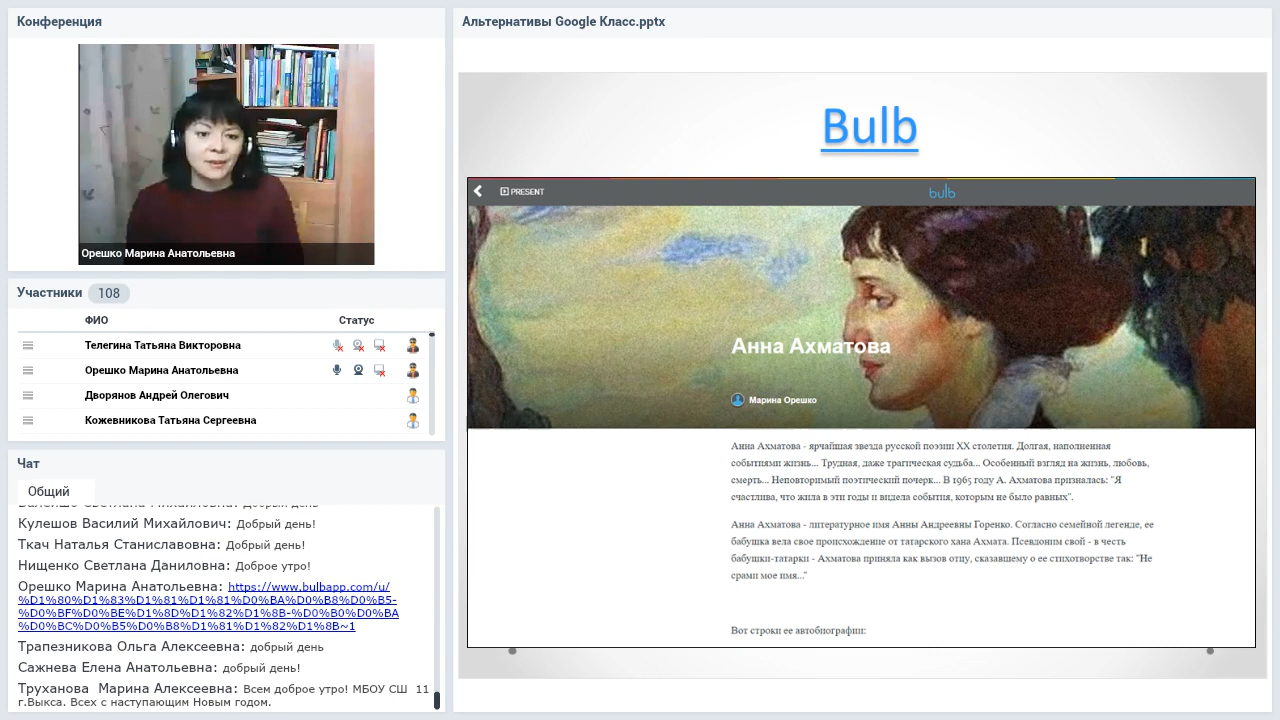 Конференция
Орешко Марина Анатольевна
Участники 108
ФИО Статус
Телегина Татьяна Викторовна
Орешко Марина Анатольевна
Дворянов Андрей Олегович
Кожевникова Татьяна Сергеевна
Чат
Общий
Кулешов Василий Михайлович: Добрый день!
Ткач Наталья Станиславовна: Добрый день!
Нищенко Светлана Даниловна: Доброе утро!
Орешко Марина Анатольевна: https://www.bulbapp.com/u/
%D1%80%D1%83%D1%81%D1%81%D0%BA%D0%B8%D0%B5-
%D0%BF%D0%BE%D1%8D%D1%82%D1%8B-%D0%B0%D0%BA
%D0%BC%D0%B5%D0%B8%D1%81%D1%82%D1%8B~1
Трапезникова Ольга Алексеевна: добрый день
Сажнева Елена Анатольевна: добрый день!
Труханова  Марина Алексеевна: Всем доброе утро! МБОУ СШ  11
г.Выкса. Всех с наступающим Новым годом.
Альтернативы Google Класс.pptx
Bulb
PRESENT
bulb
Анна Ахматова
Марина Орешко
Анна Ахматова - ярчайшая звезда русской поэзии XX столетия. Долгая, наполненная
событиями жизнь... Трудная, даже трагическая судьба... Особенный взгляд на жизнь, любовь,
смерть... Неповторимый поэтический почерк... В 1965 году А. Ахматова призналась: "Я
счастлива, что жила в эти годы и видела события, которым не было равных".
Анна Ахматова - литературное имя Анны Андреевны Горенко. Согласно семейной легенде, ее
бабушка вела свое происхождение от татарского хана Ахмата. Псевдоним свой - в честь
бабушки-татарки - Ахматова приняла как вызов отцу, сказавшему о ее стихотворстве так: "Не
срами мое имя..."
Вот строки ее автобиографии: